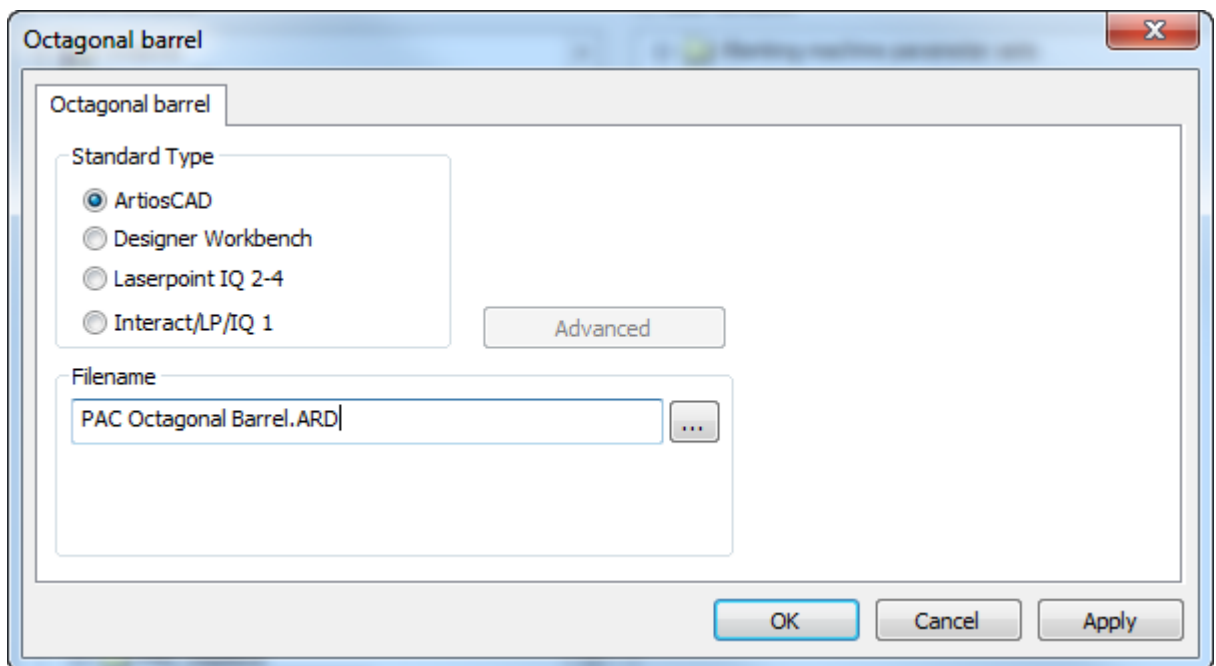 Octagonal barrel
Octagonal barrel
Standard Type
ArtiosCAD
Designer Workbench
Laserpoint IQ 2-4
Interact/LP/IQ 1
Advanced
Filename
PAC Octagonal Barrel.ARD
...
OK
Cancel
Apply